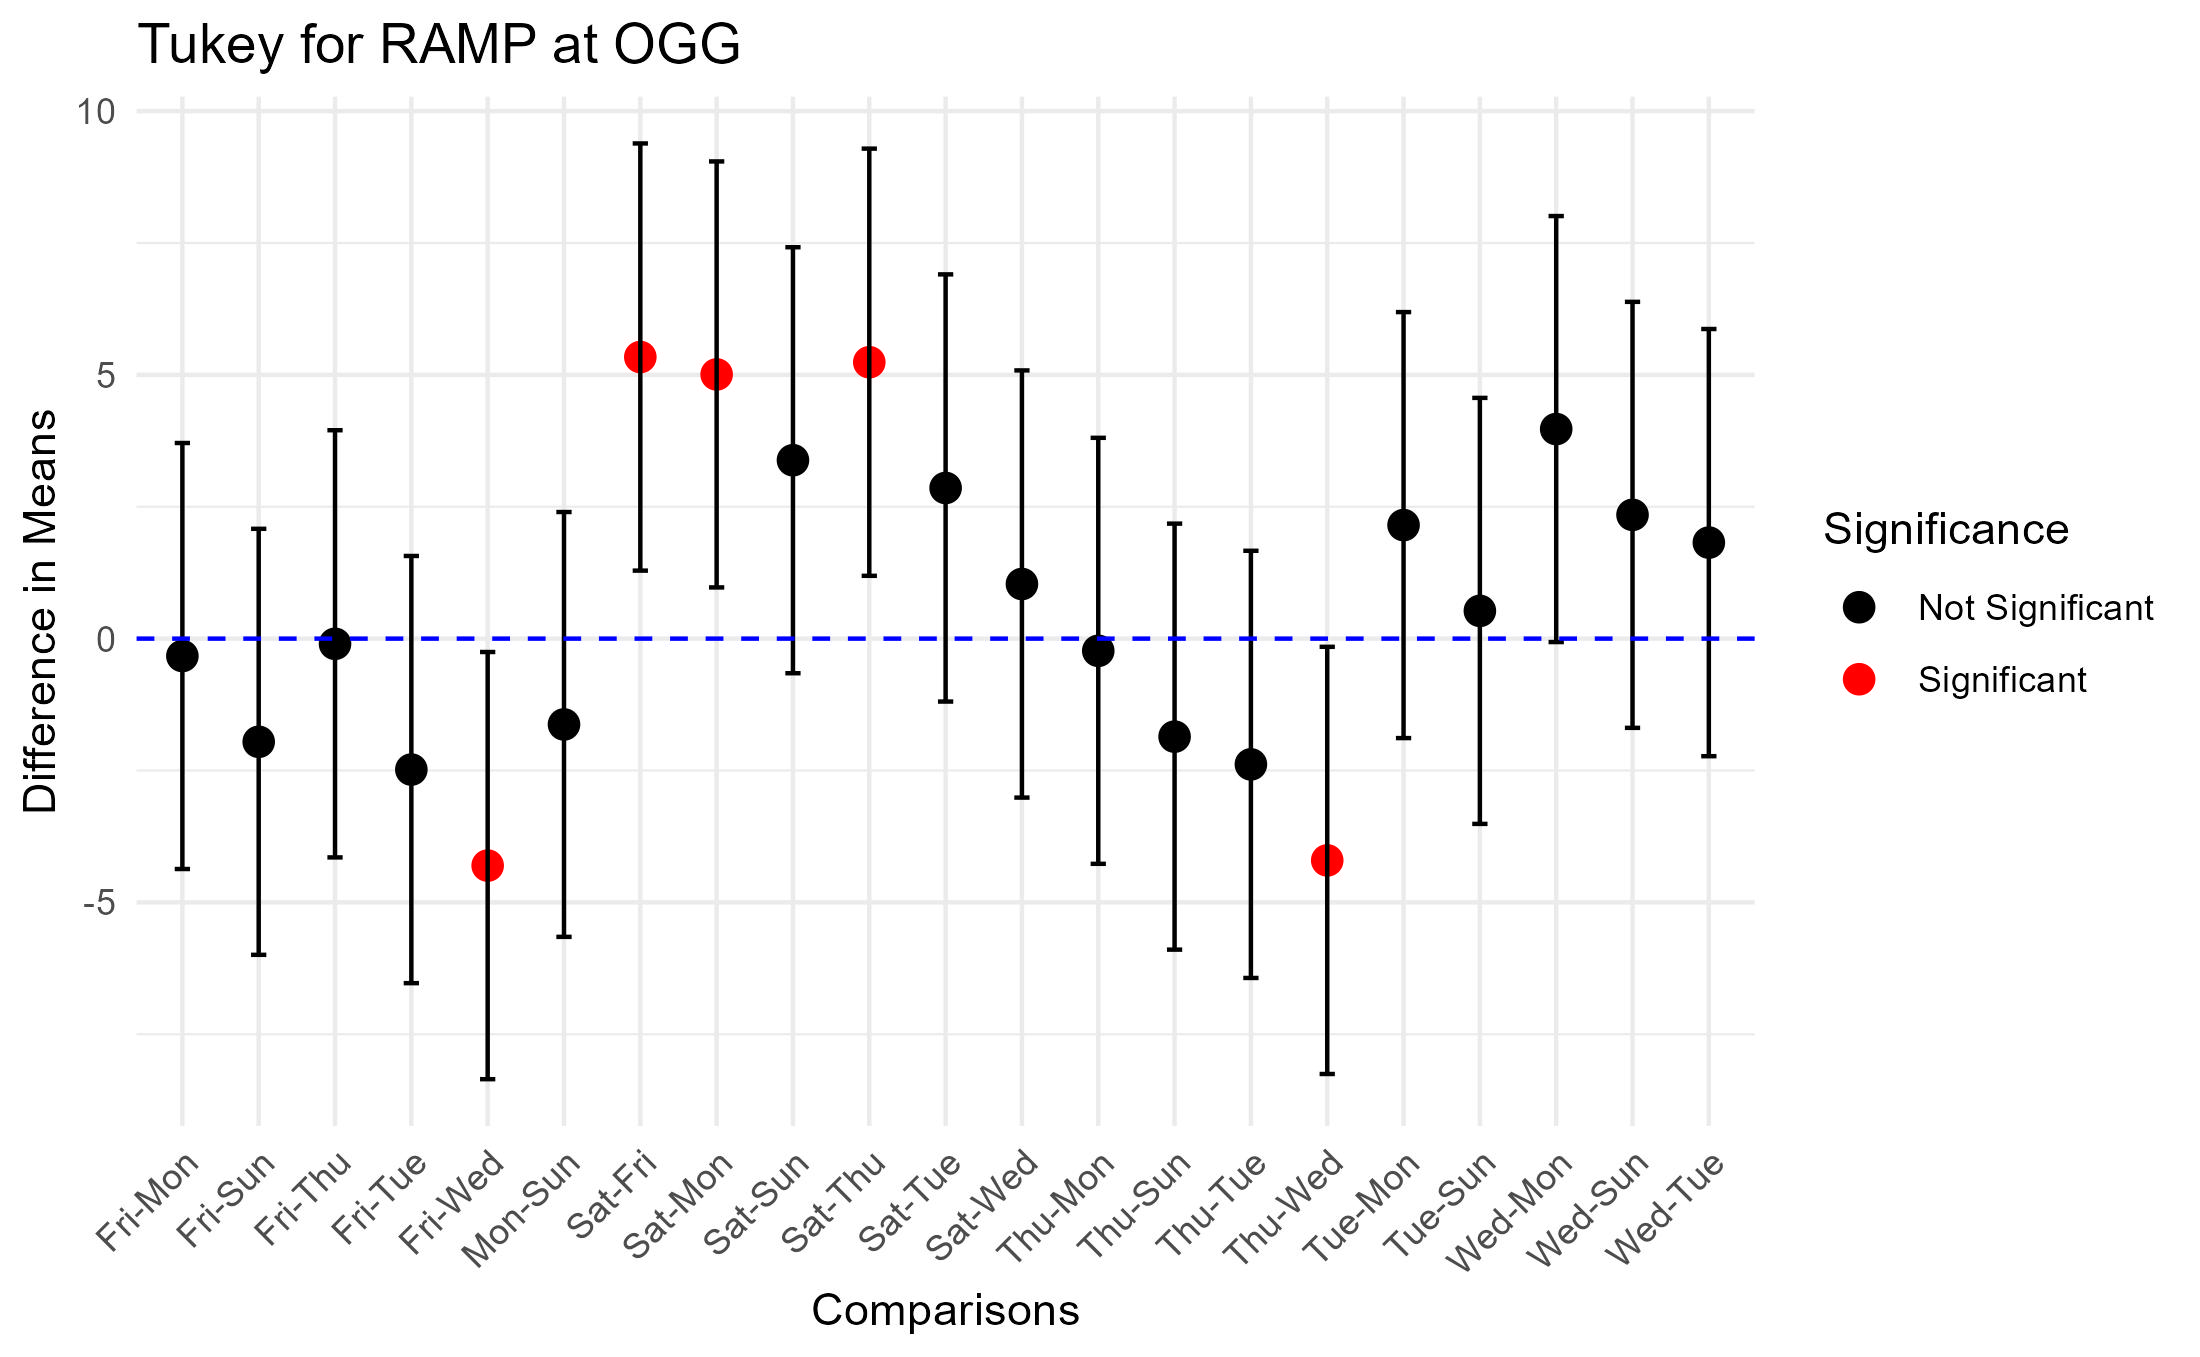 Tukey for RAMP at OGG
10
5
0
-5
Difference in Means
Fri-Mon
Fri-Sun
Fri-Thu
Fri-Tue
Fri-Wed
Mon-Sun
Sat-Fri
Sat-Mon
Sat-Sun
Sat-Thu
Sat-Tue
Sat-Wed
Thu-Mon
Thu-Sun
Thu-Tue
Thu-Wed
Tue-Mon
Tue-Sun
Wed-Mon
Wed-Sun
Wed-Tue
Comparisons
Significance
Not Significant
Significant